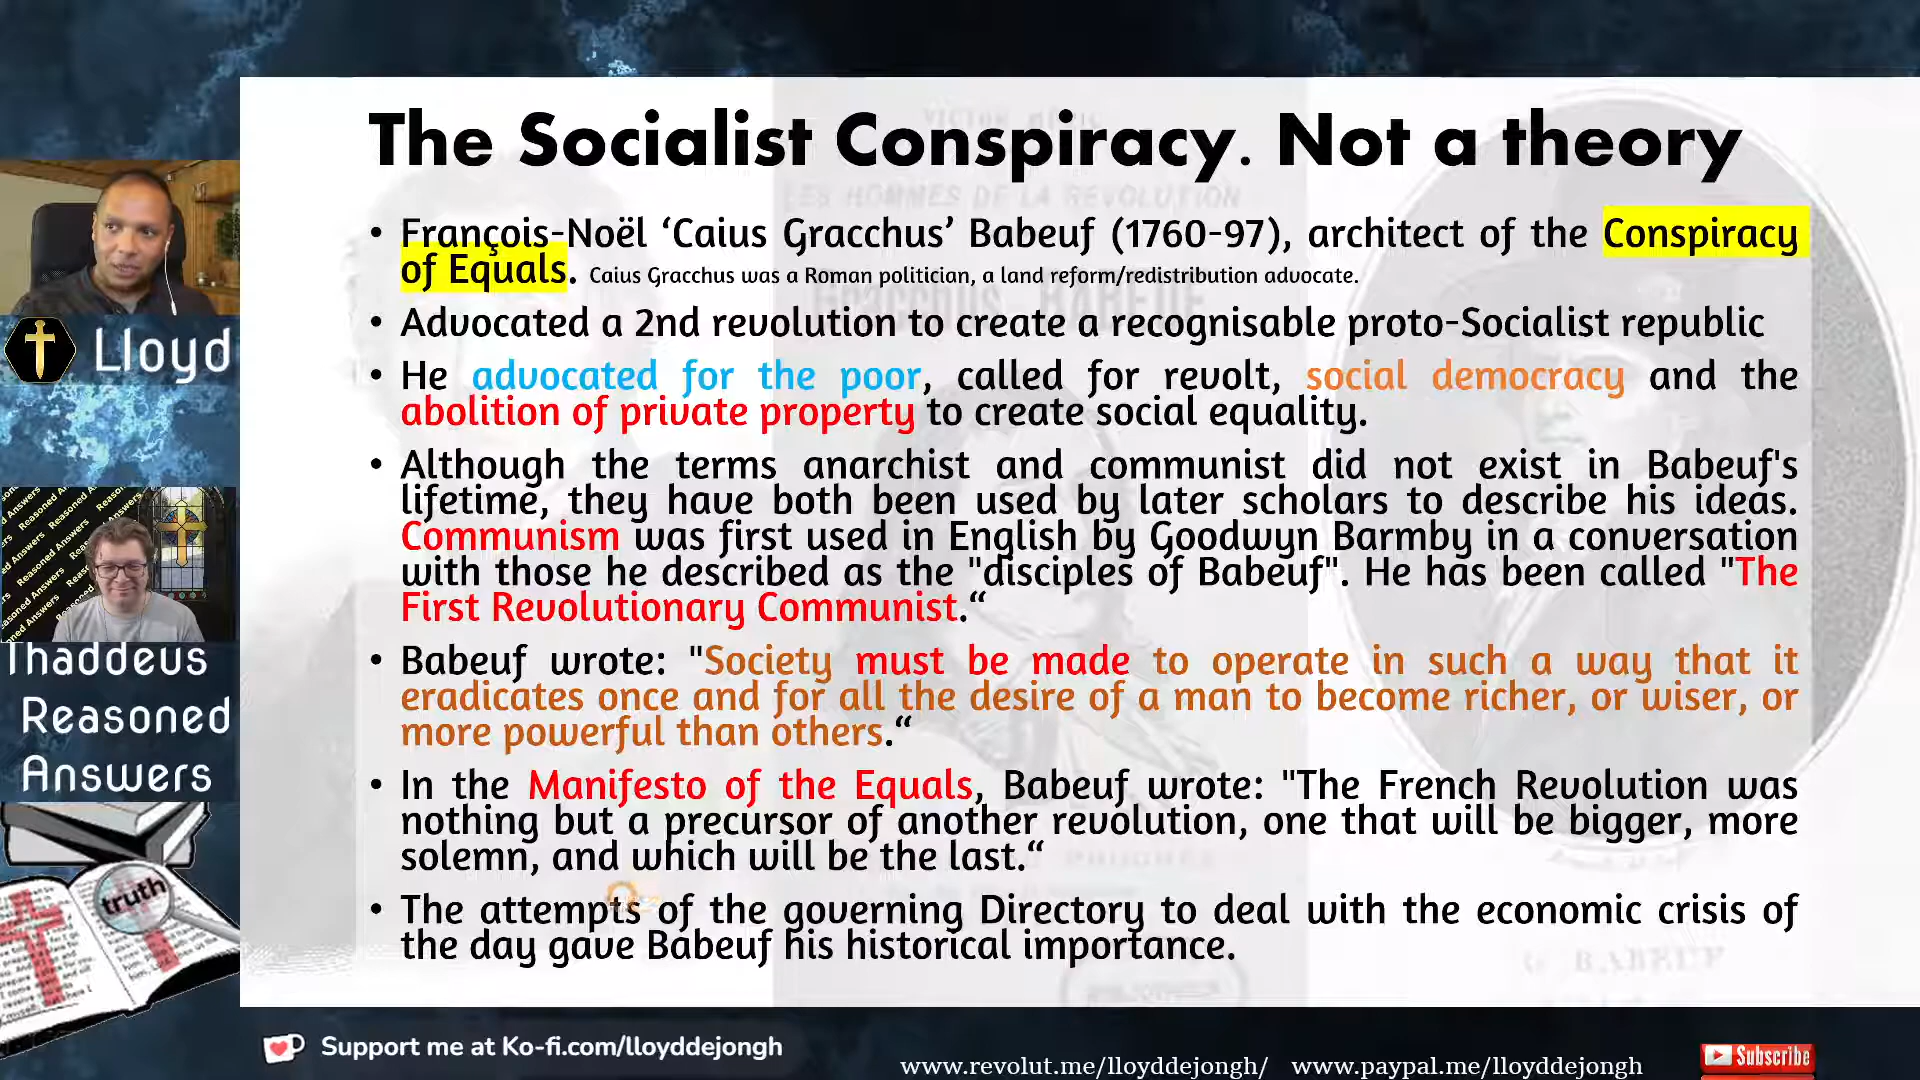 The Socialist Conspiracy. Not a theory
• François-Noël ‘Caius Gracchus’ Babeuf (1760-97), architect of the Conspiracy
of Equals. Caius Gracchus was a Roman politician, a land reform/redistribution advocate.
• Advocated a 2nd revolution to create a recognisable proto-Socialist republic
• He advocated for the poor, called for revolt, social democracy and the
abolition of private property to create social equality.
• Although the terms anarchist and communist did not exist in Babeuf's
lifetime, they have both been used by later scholars to describe his ideas.
Communism was first used in English by Goodwyn Barmby in a conversation
with those he described as the "disciples of Babeuf". He has been called "The
First Revolutionary Communist.“
• Babeuf wrote: "Society must be made to operate in such a way that it
eradicates once and for all the desire of a man to become richer, or wiser, or
more powerful than others.“
• In the Manifesto of the Equals, Babeuf wrote: "The French Revolution was
nothing but a precursor of another revolution, one that will be bigger, more
solemn, and which will be the last.“
• The attempts of the governing Directory to deal with the economic crisis of
the day gave Babeuf his historical importance.
Lloyd
Thaddeus
Reasoned
Answers
truth
Support me at Ko-fi.com/lloyddejongh
www.revolut.me/lloyddejongh/ www.paypal.me/lloyddejongh
Subscribe
LES HOMMES DE LA REVOLUTION
G. BABEUF